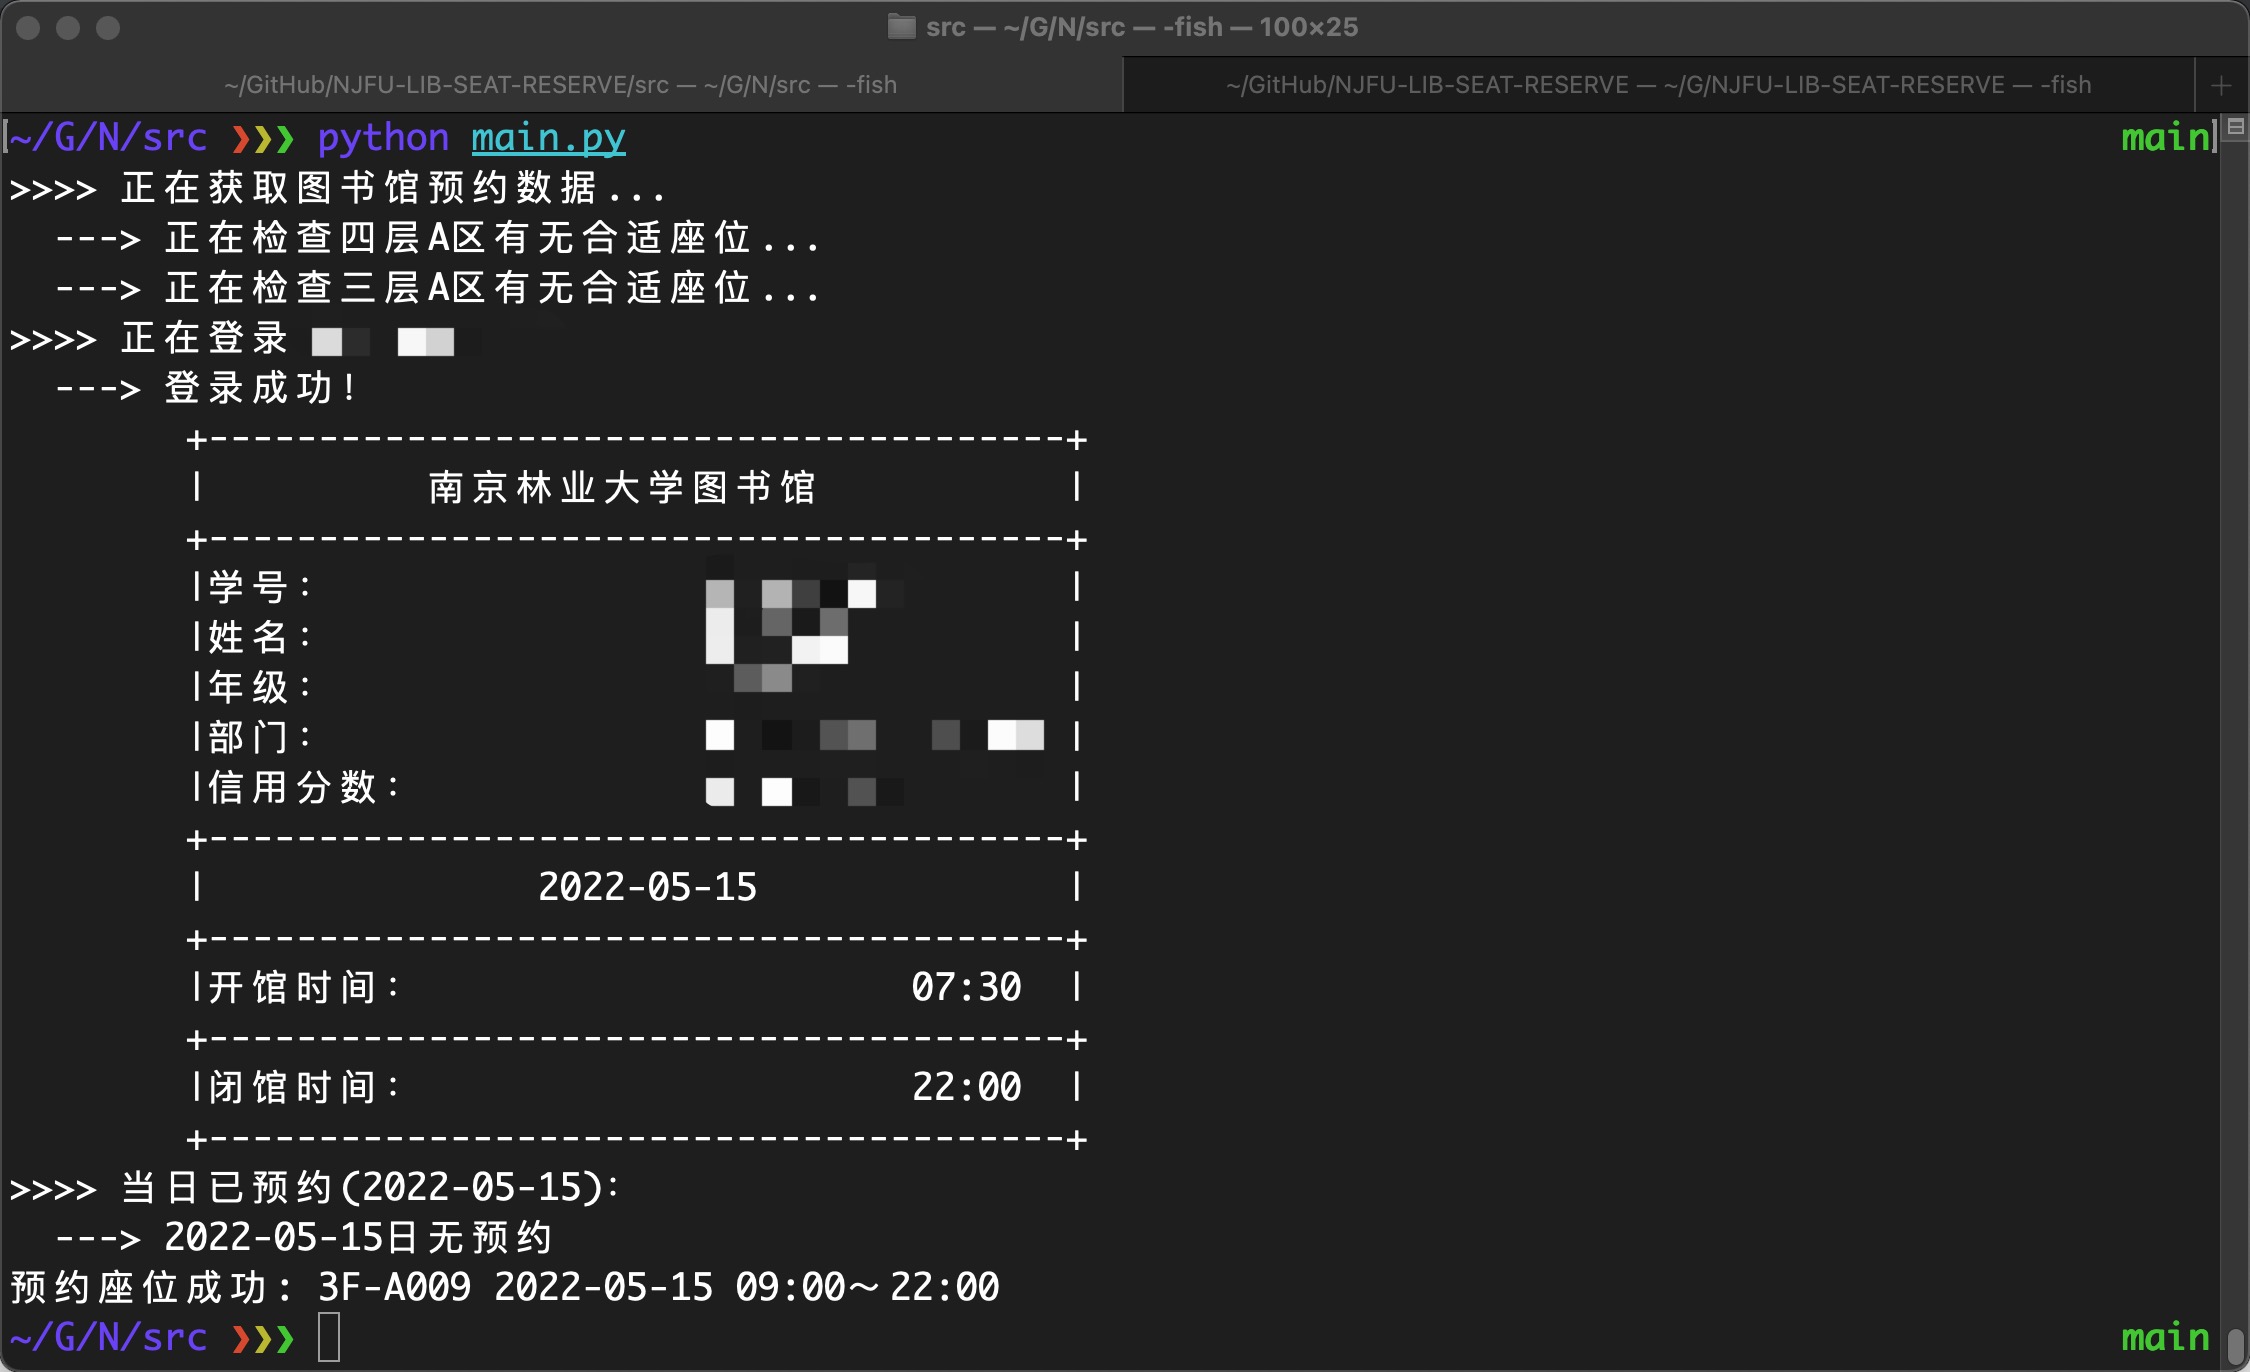 src — ~/G/N/src — -fish — 100×25
~/GitHub/NJFU-LIB-SEAT-RESERVE/src — ~/G/N/src — -fish
~/GitHub/NJFU-LIB-SEAT-RESERVE — ~/G/NJFU-LIB-SEAT-RESERVE — -fish
~/G/N/src ❯❯❯ python main.py main
>>>> 正在获取图书馆预约数据...
---> 正在检查四层A区有无合适座位...
---> 正在检查三层A区有无合适座位...
>>>> 正在登录
---> 登录成功!
+---------------------------------------+
| 南京林业大学图书馆 |
+---------------------------------------+
|学号: |
|姓名: |
|年级: |
|部门: |
|信用分数: |
+---------------------------------------+
| 2022-05-15 |
+---------------------------------------+
|开馆时间: 07:30 |
+---------------------------------------+
|闭馆时间: 22:00 |
+---------------------------------------+
>>>> 当日已预约(2022-05-15):
---> 2022-05-15日无预约
预约座位成功: 3F-A009 2022-05-15 09:00～22:00
~/G/N/src ❯❯❯ main